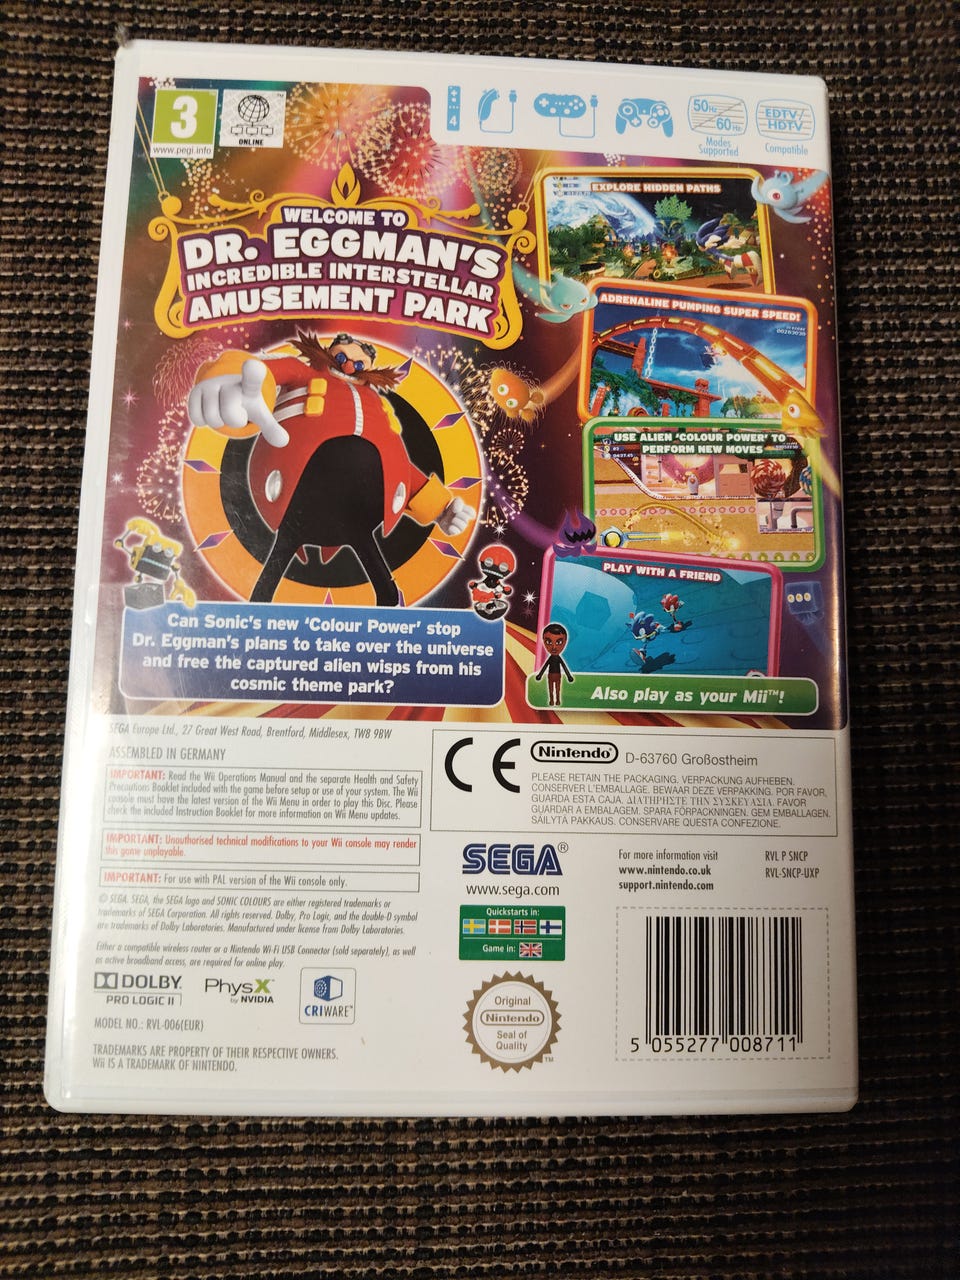 3
www.pegi.info
ONLINE
TM
4
50Hz
60Hz
Modes
Supported
EDTV/
HDTV
Compatible
WELCOME TO
DR. EGGMAN'S
INCREDIBLE INTERSTELLAR
AMUSEMENT PARK
EXPLORE HIDDEN PATHS
ADRENALINE PUMPING SUPER SPEED!
USE ALIEN 'COLOUR POWER' TO
PERFORM NEW MOVES
PLAY WITH A FRIEND
Also play as your Mii™!
Can Sonic's new 'Colour Power' stop
Dr. Eggman's plans to take over the universe
and free the captured alien wisps from his
cosmic theme park?
SEGA Europe Ltd., 27 Great West Road, Brentford, Middlesex, TW8 9BW
ASSEMBLED IN GERMANY
IMPORTANT: Read the Wii Operations Manual and the separate Health and Safety
Precautions Booklet included with the game before setup or use of your system. The Wii
console must have the latest version of the Wii Menu in order to play this Disc. Please
check the included Instruction Booklet for more information on Wii Menu updates.
IMPORTANT: Unauthorised technical modifications to your Wii console may render
this game unplayable.
IMPORTANT: For use with PAL version of the Wii console only.
© SEGA. SEGA, the SEGA logo and SONIC COLOURS are either registered trademarks or
trademarks of SEGA Corporation. All rights reserved. Dolby, Pro Logic, and the double-D symbol
are trademarks of Dolby Laboratories. Manufactured under license from Dolby Laboratories.
Either a compatible wireless router or a Nintendo Wi-Fi USB Connector (sold separately), as well
as active broadband access, are required for online play.
DOLBY
PRO LOGIC II
PhysX
by NVIDIA
CRIWARE™
MODEL NO.: RVL-006(EUR)
TRADEMARKS ARE PROPERTY OF THEIR RESPECTIVE OWNERS.
Wii IS A TRADEMARK OF NINTENDO.
CE
Nintendo®
D-63760 Großostheim
PLEASE RETAIN THE PACKAGING. VERPACKUNG AUFHEBEN.
CONSERVER L'EMBALLAGE. BEWAAR DEZE VERPAKKING. POR FAVOR,
GUARDA ESTA CAJA. ΔΙΑΤΗΡΗΣΤΕ ΤΗΝ ΣΥΣΚΕΥΑΣΙΑ. FAVOR
GUARDAR A EMBALAGEM. SPARA FÖRPACKNINGEN. GEM EMBALLAGEN.
SÄILYTÄ PAKKAUS. CONSERVARE QUESTA CONFEZIONE.
SEGA®
www.sega.com
For more information visit
www.nintendo.co.uk
support.nintendo.com
RVL P SNCP
RVL-SNCP-UXP
Quickstarts in:
Game in:
Original
Nintendo
Seal of
Quality
TM
5 055277 008711